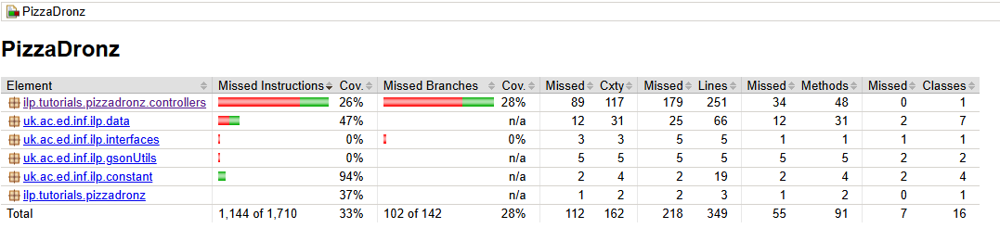 PizzaDronz
PizzaDronz
Element Missed Instructions Cov. Missed Branches Cov. Missed Cxty Missed Lines Missed Methods Missed Classes
ilp.tutorials.pizzadronz.controllers 26% 28% 89 117 179 251 34 48 0 1
uk.ac.ed.inf.ilp.data 47% n/a 12 31 25 66 12 31 2 7
uk.ac.ed.inf.ilp.interfaces 0% 0% 3 3 5 5 1 1 1 1
uk.ac.ed.inf.ilp.gsonUtils 0% n/a 5 5 5 5 5 5 2 2
uk.ac.ed.inf.ilp.constant 94% n/a 2 4 2 19 2 4 2 4
ilp.tutorials.pizzadronz 37% n/a 1 2 2 3 1 2 0 1
Total 1,144 of 1,710 33% 102 of 142 28% 112 162 218 349 55 91 7 16